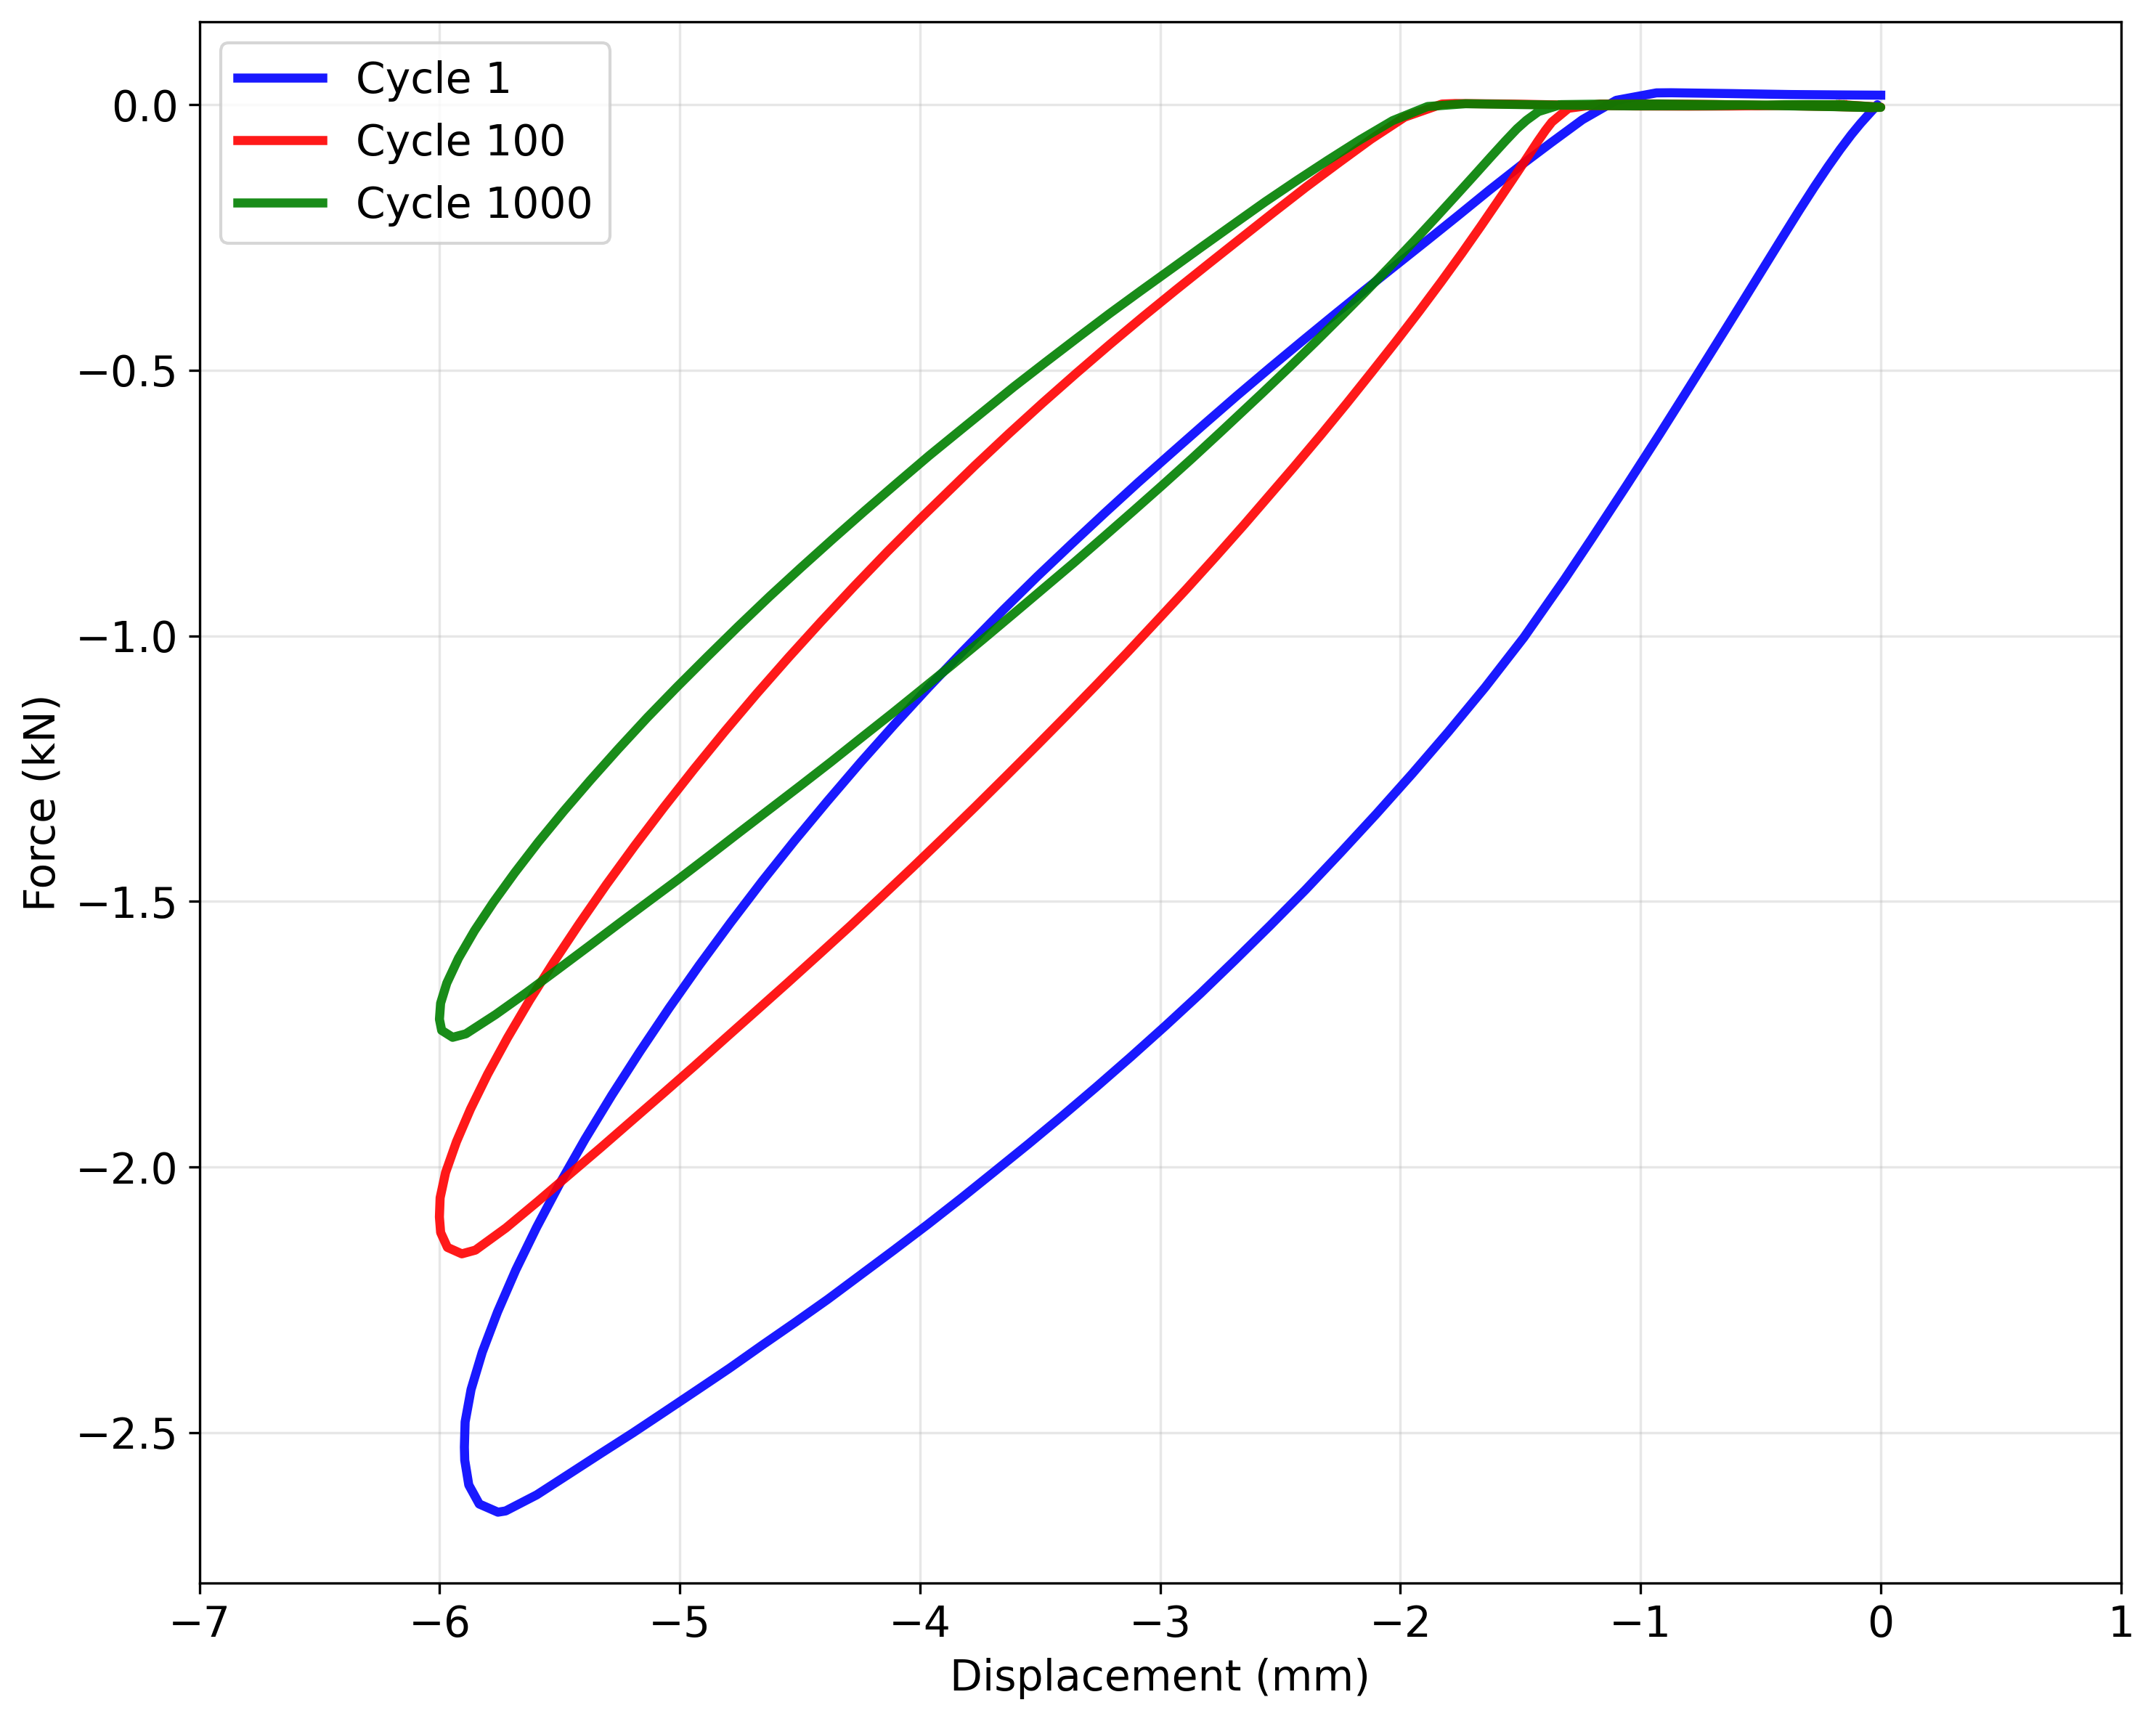 Cycle 1
Cycle 100
Cycle 1000
0.0
−0.5
−1.0
−1.5
−2.0
−2.5
Force (kN)
−7 −6 −5 −4 −3 −2 −1 0 1
Displacement (mm)